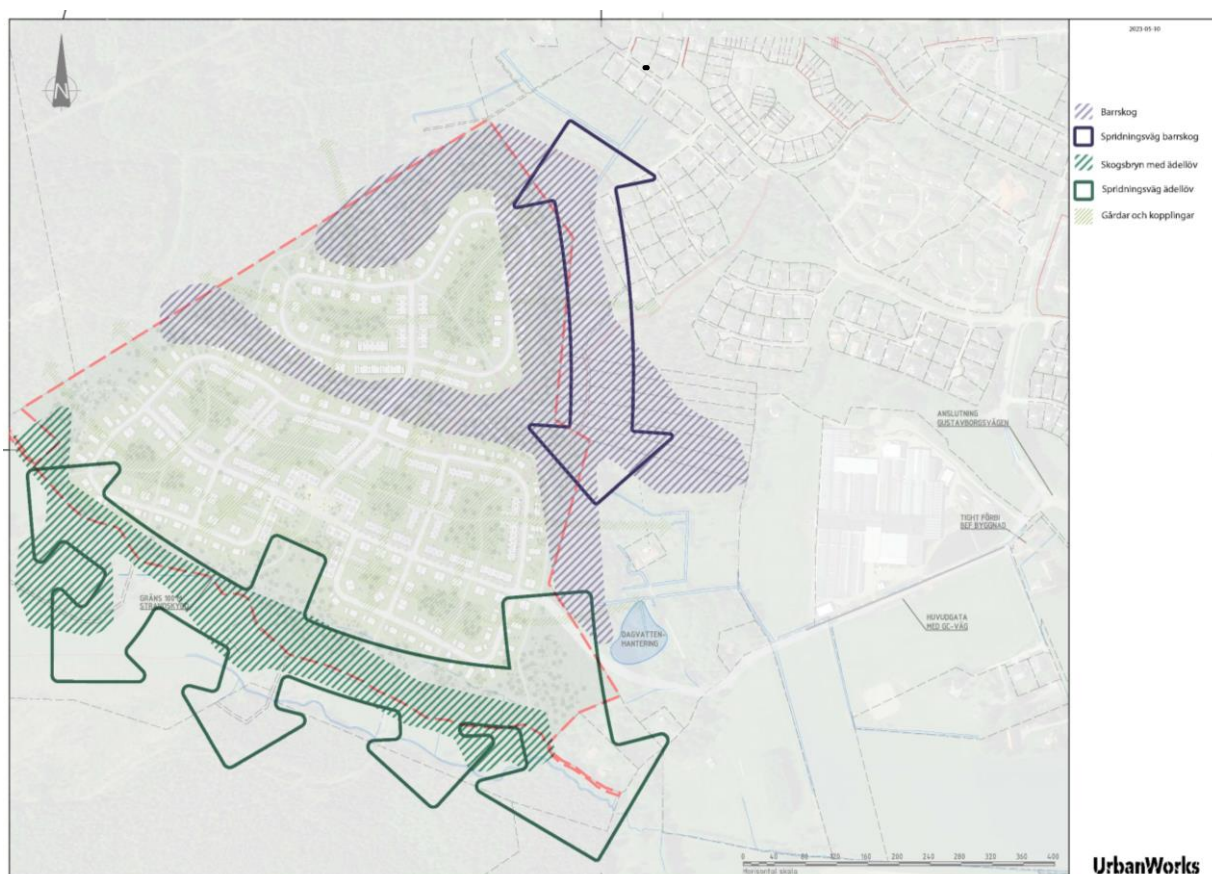 2023-05-30
N
Barrskog
Spridningsväg barrskog
Skogsbryn med ädellöv
Spridningsväg ädellöv
Gårdar och kopplingar
ANSLUTNING
GUSTAVBORGSVÄGEN
TIGHT FÖRBI
BEF BYGGNAD
HUVUDGATA
MED GC-VÄG
DAGVATTEN-
HANTERING
GRÄNS 100
STRANDSKYDD
0 40 80 120 160 200 240 280 320 360 400
Horisontal skala
UrbanWorks